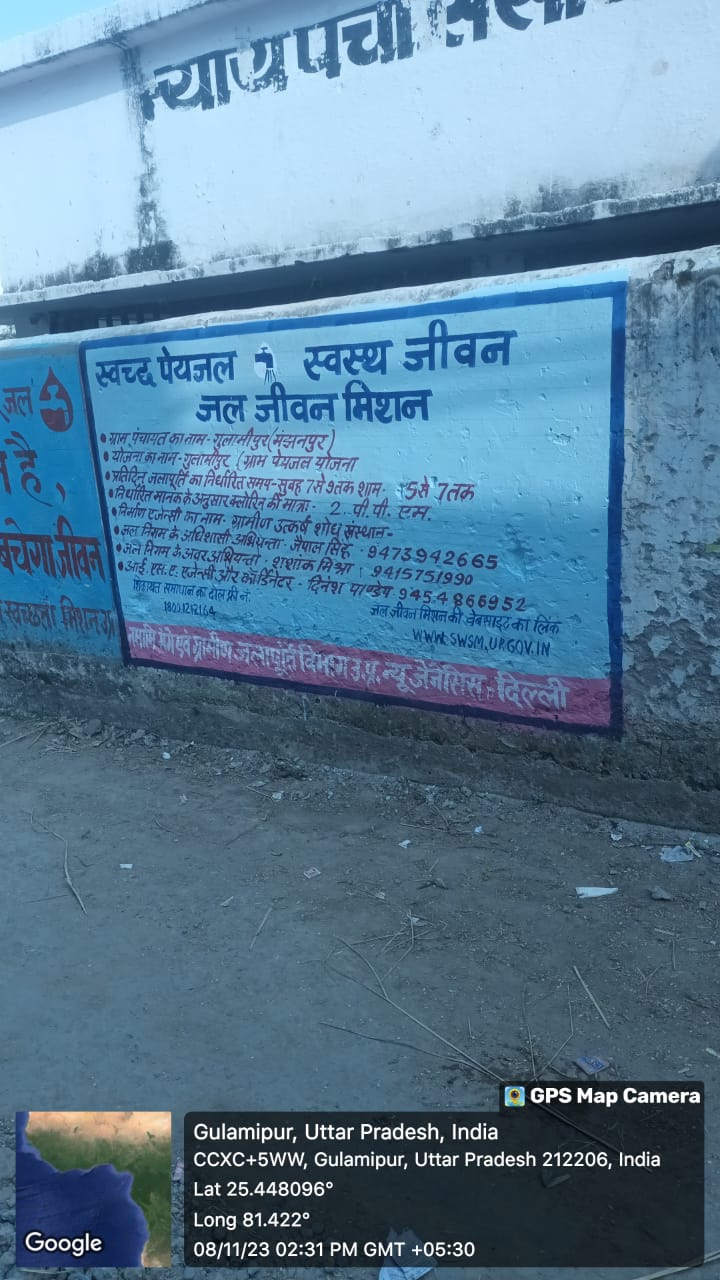 न्याय पंचा
स्वच्छ पेयजल स्वस्थ जीवन
जल जीवन मिशन
• ग्राम पंचायत का नाम- गुलामीपुर (मंझनपुर)
• योजना का नाम- गुलामीपुर (ग्राम पेयजल योजना
• प्रतिदिन जलापूर्ति का निर्धारित समय- सुबह 7 से 9 तक शाम. 5 से 7 तक
• निर्धारित मानक के अनुसार क्लोरिन की मात्रा. 2 पी. पी. एम.
• निर्माण एजेन्सी का नाम- ग्रामीण उत्कर्ष शोध संस्थान-
• जल निगम के अधिशासी अभियन्ता- जैपाल सिंह. 9473942665
• जल निगम के अवर अभियन्ता- शशांक मिश्रा : 9415751990
• आई. एस. ए. एजेन्सी और कोर्डिनेटर - दिनेश पाण्डेय 9454866952
शिकायत समाधान का टोल फ्री नं.
18001212164
जल जीवन मिशन की वेबसाइट का लिंक
WWW.SWSM.UP.GOV.IN
नमामि गंगे एवं ग्रामीण जलापूर्ति विभाग उ.प्र. न्यू जेनेसिस, दिल्ली
जल
है,
बचेगा जीवन
स्वच्छता मिशन ग्रा
GPS Map Camera
Gulamipur, Uttar Pradesh, India
CCXC+5WW, Gulamipur, Uttar Pradesh 212206, India
Lat 25.448096°
Long 81.422°
08/11/23 02:31 PM GMT +05:30
Google